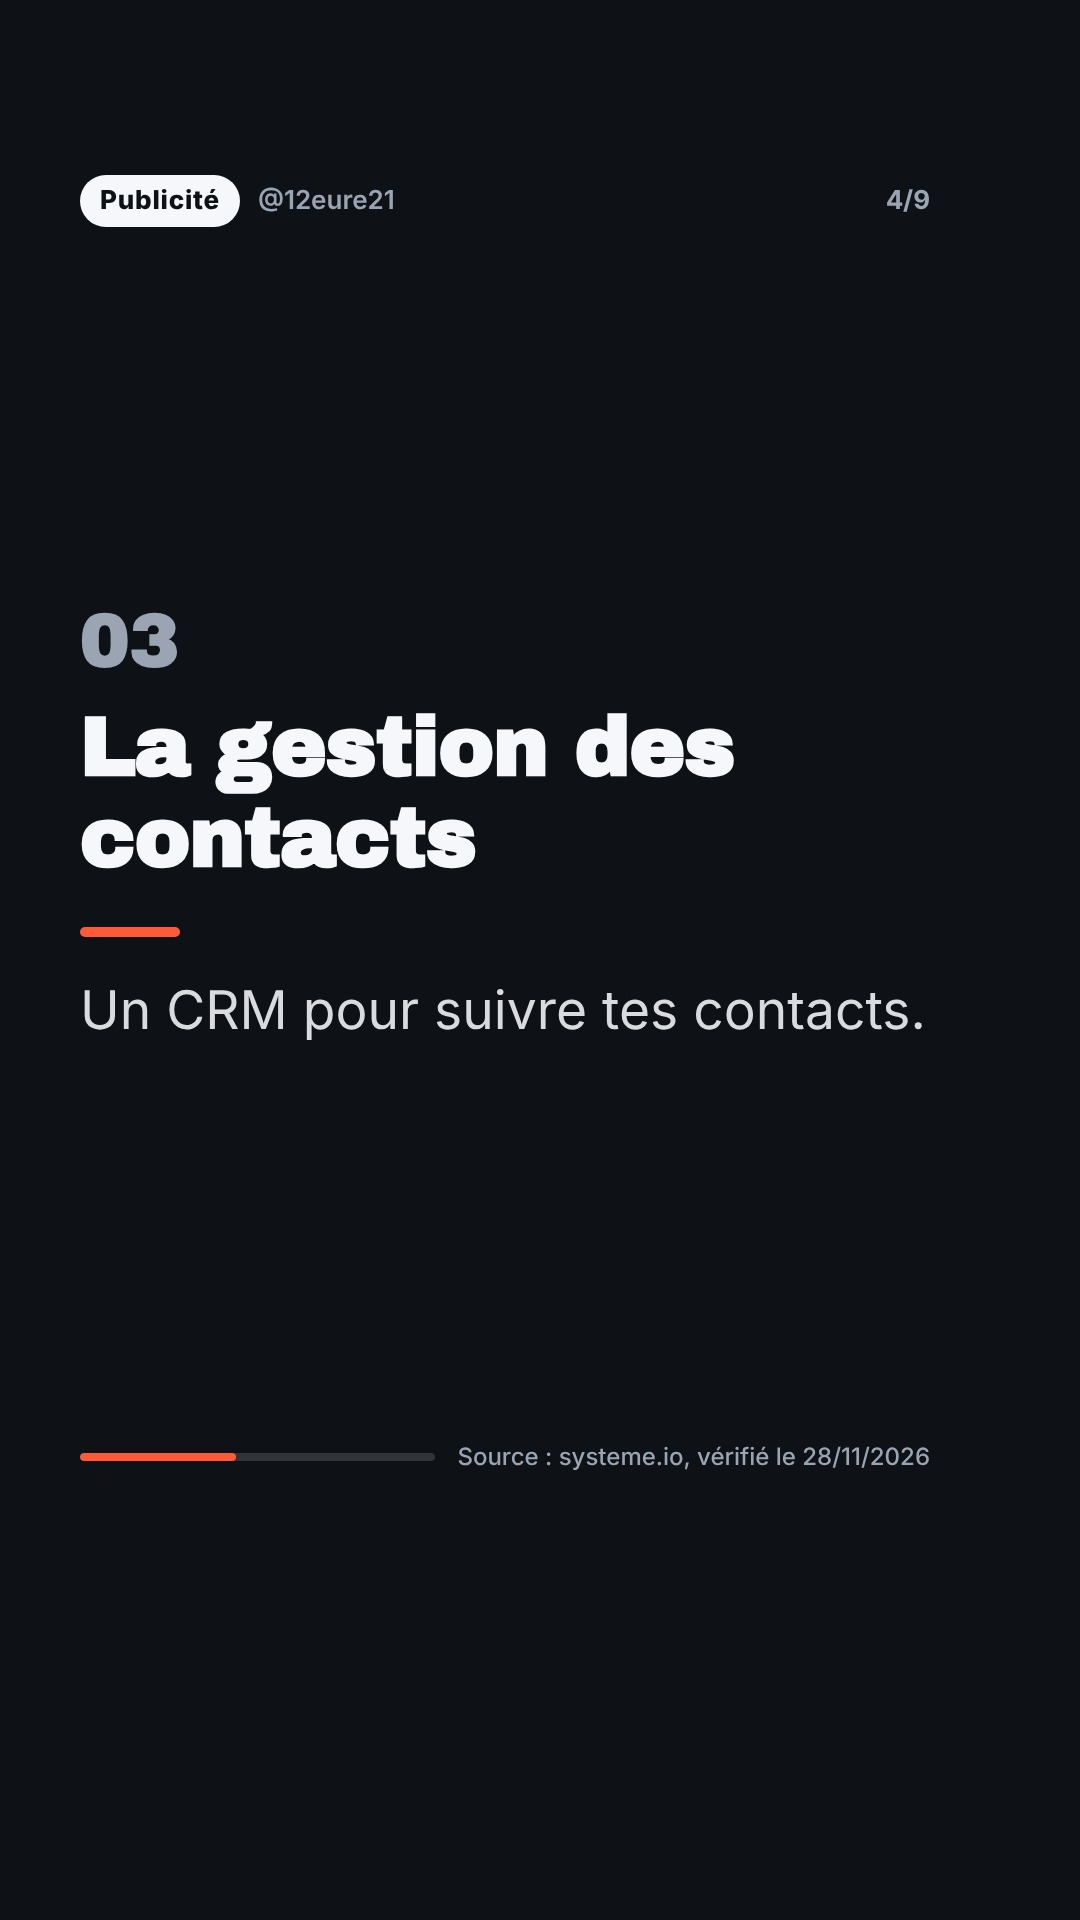 Publicité @12eure21 4/9
03
La gestion des
contacts
Un CRM pour suivre tes contacts.
Source : systeme.io, vérifié le 28/11/2026